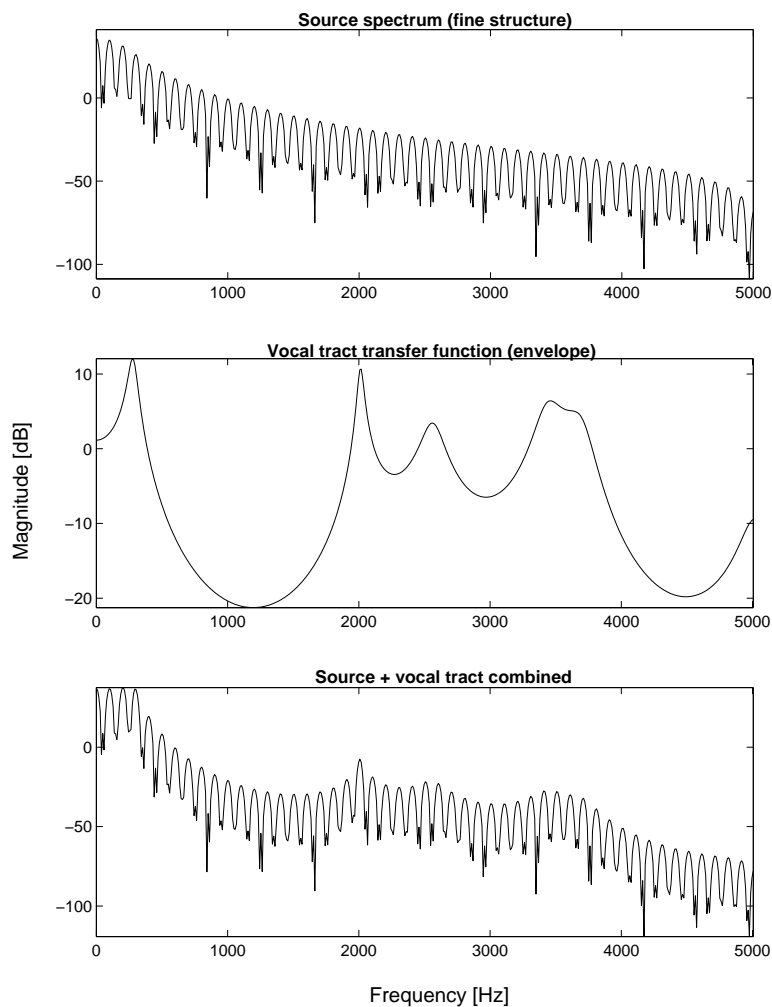 Source spectrum (fine structure)
0
−50
−100
0 1000 2000 3000 4000 5000
Vocal tract transfer function (envelope)
10
0
−10
−20
0 1000 2000 3000 4000 5000
Magnitude [dB]
Source + vocal tract combined
0
−50
−100
0 1000 2000 3000 4000 5000
Frequency [Hz]